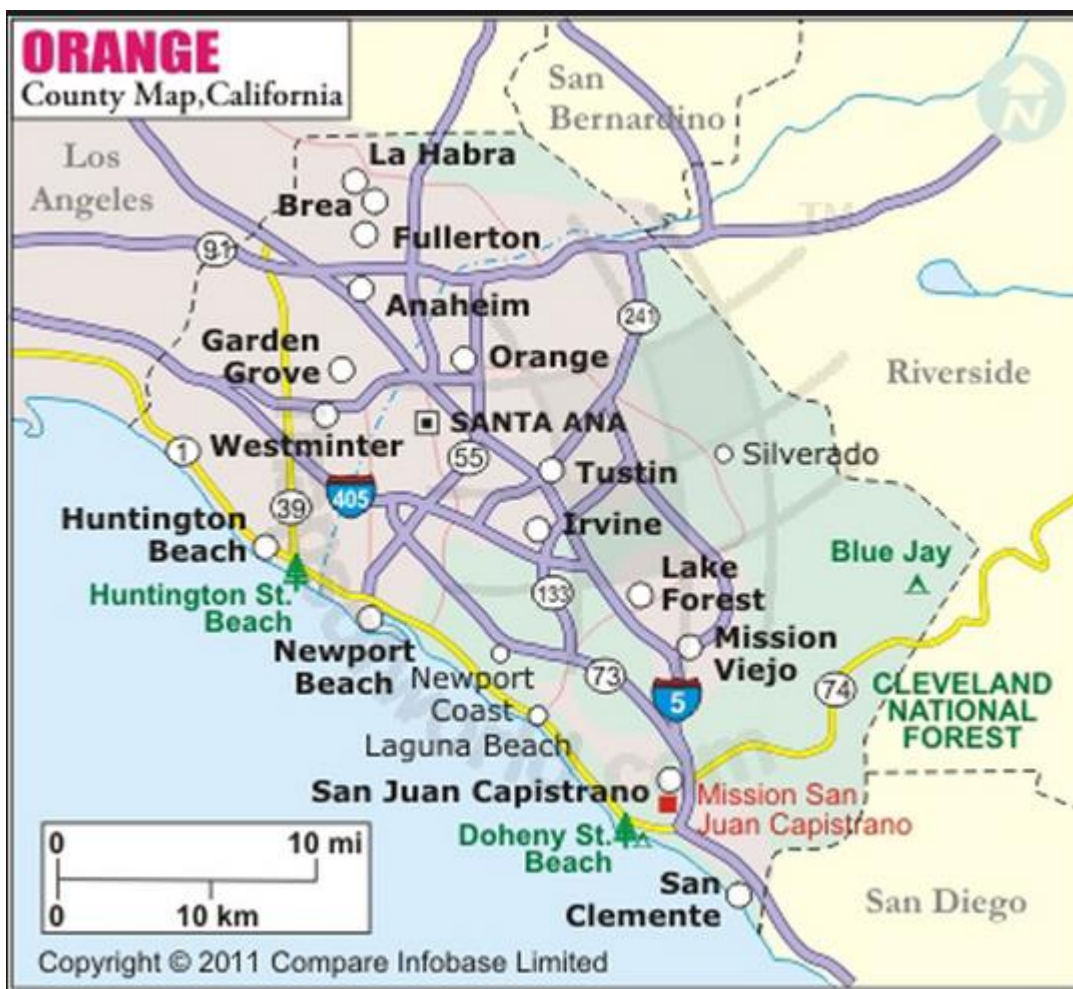 ORANGE
County Map,California
San
Bernardino
N
Los
Angeles
La Habra
Brea
TM
Fullerton
91
Anaheim
241
Garden
Grove
Orange
Riverside
SANTA ANA
Westminter
1
55
Silverado
Tustin
405
39
Huntington
Beach
Irvine
Blue Jay
Huntington St.
Beach
133
Lake
Forest
Newport
Beach
Mission
Viejo
Newport
Coast
73
5
74
CLEVELAND
NATIONAL
FOREST
Laguna Beach
San Juan Capistrano
Mission San
Juan Capistrano
Doheny St.
Beach
San
Clemente
San Diego
0 10 mi
0 10 km
Copyright © 2011 Compare Infobase Limited